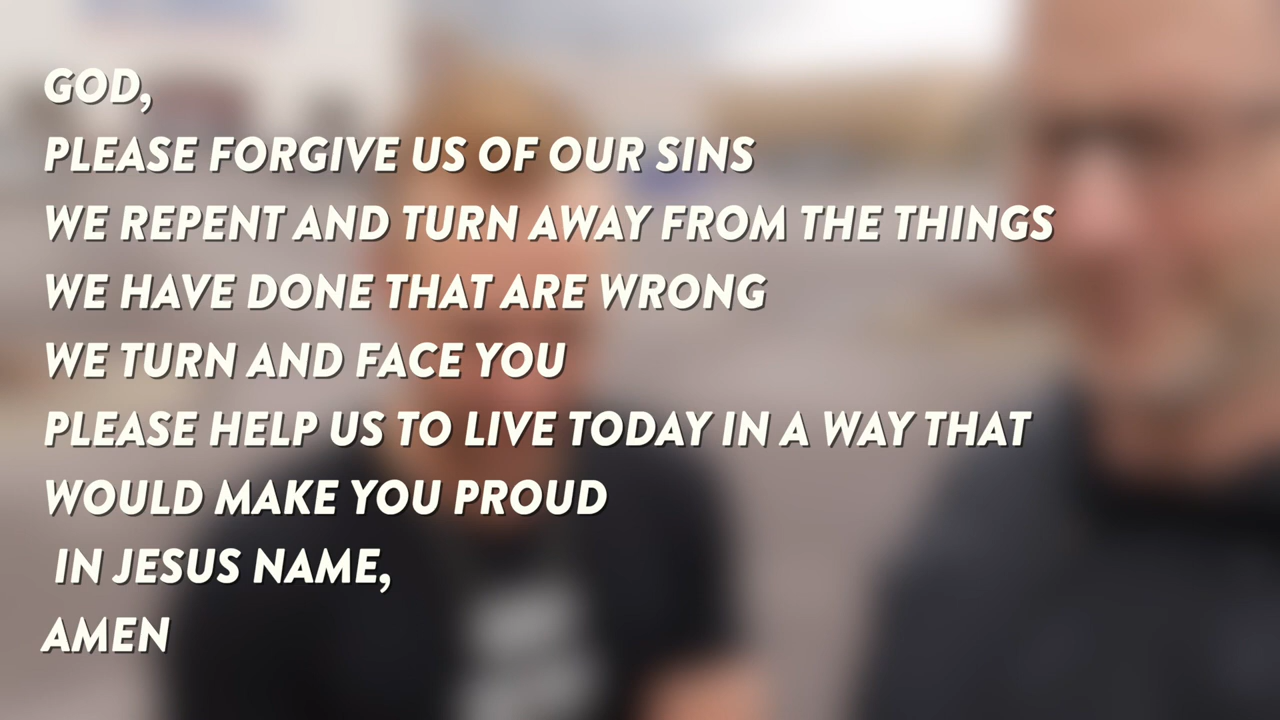 GOD,
PLEASE FORGIVE US OF OUR SINS
WE REPENT AND TURN AWAY FROM THE THINGS
WE HAVE DONE THAT ARE WRONG
WE TURN AND FACE YOU
PLEASE HELP US TO LIVE TODAY IN A WAY THAT
WOULD MAKE YOU PROUD
IN JESUS NAME,
AMEN